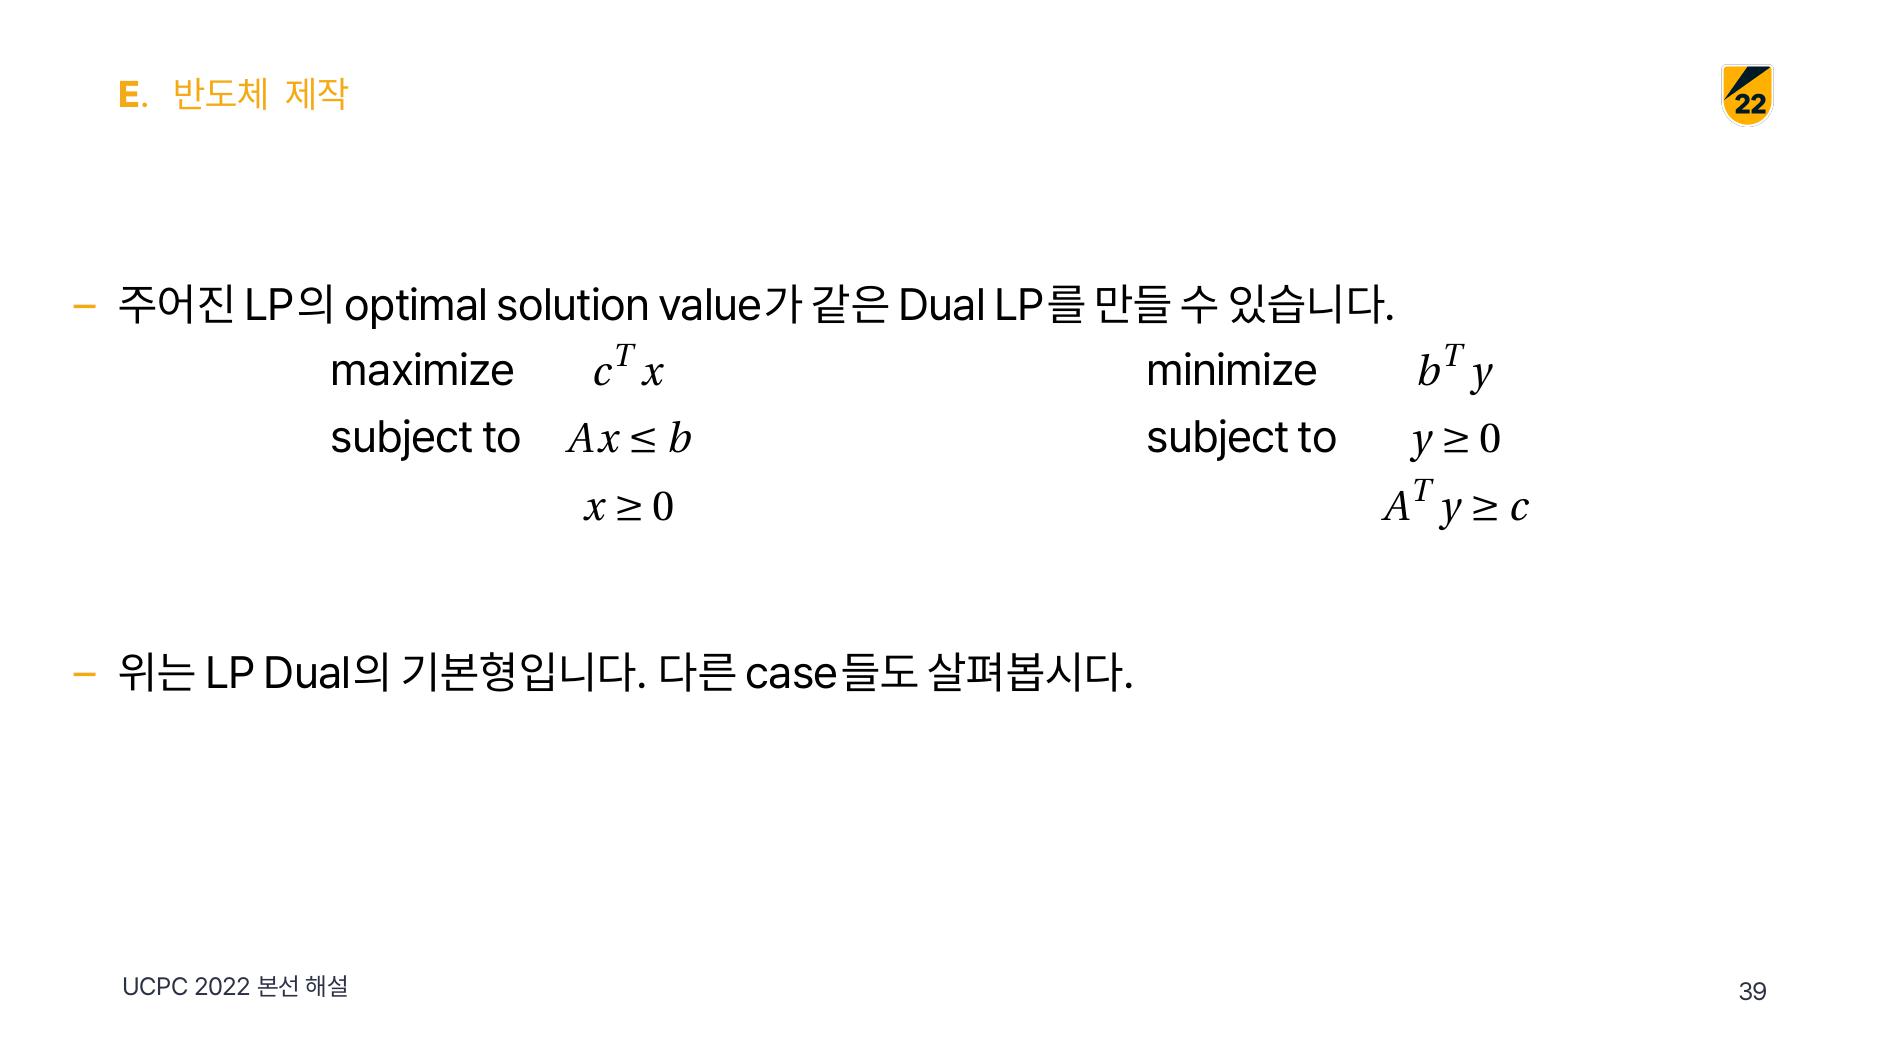 E. 반도체 제작
22
– 주어진 LP의 optimal solution value가 같은 Dual LP를 만들 수 있습니다.
maximize c^T x minimize b^T y
subject to Ax ≤ b subject to y ≥ 0
x ≥ 0 A^T y ≥ c
– 위는 LP Dual의 기본형입니다. 다른 case들도 살펴봅시다.
UCPC 2022 본선 해설
39